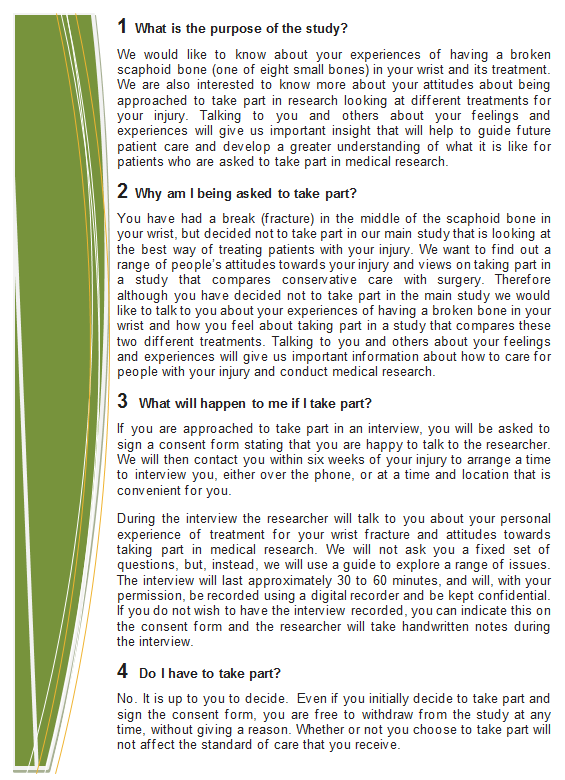 1 What is the purpose of the study?
We would like to know about your experiences of having a broken
scaphoid bone (one of eight small bones) in your wrist and its treatment.
We are also interested to know more about your attitudes about being
approached to take part in research looking at different treatments for
your injury. Talking to you and others about your feelings and
experiences will give us important insight that will help to guide future
patient care and develop a greater understanding of what it is like for
patients who are asked to take part in medical research.
2 Why am I being asked to take part?
You have had a break (fracture) in the middle of the scaphoid bone in
your wrist, but decided not to take part in our main study that is looking at
the best way of treating patients with your injury. We want to find out a
range of people's attitudes towards your injury and views on taking part in
a study that compares conservative care with surgery. Therefore
although you have decided not to take part in the main study we would
like to talk to you about your experiences of having a broken bone in your
wrist and how you feel about taking part in a study that compares these
two different treatments. Talking to you and others about your feelings
and experiences will give us important information about how to care for
people with your injury and conduct medical research.
3 What will happen to me if I take part?
If you are approached to take part in an interview, you will be asked to
sign a consent form stating that you are happy to talk to the researcher.
We will then contact you within six weeks of your injury to arrange a time
to interview you, either over the phone, or at a time and location that is
convenient for you.
During the interview the researcher will talk to you about your personal
experience of treatment for your wrist fracture and attitudes towards
taking part in medical research. We will not ask you a fixed set of
questions, but, instead, we will use a guide to explore a range of issues.
The interview will last approximately 30 to 60 minutes, and will, with your
permission, be recorded using a digital recorder and be kept confidential.
If you do not wish to have the interview recorded, you can indicate this on
the consent form and the researcher will take handwritten notes during
the interview.
4 Do I have to take part?
No. It is up to you to decide. Even if you initially decide to take part and
sign the consent form, you are free to withdraw from the study at any
time, without giving a reason. Whether or not you choose to take part will
not affect the standard of care that you receive.